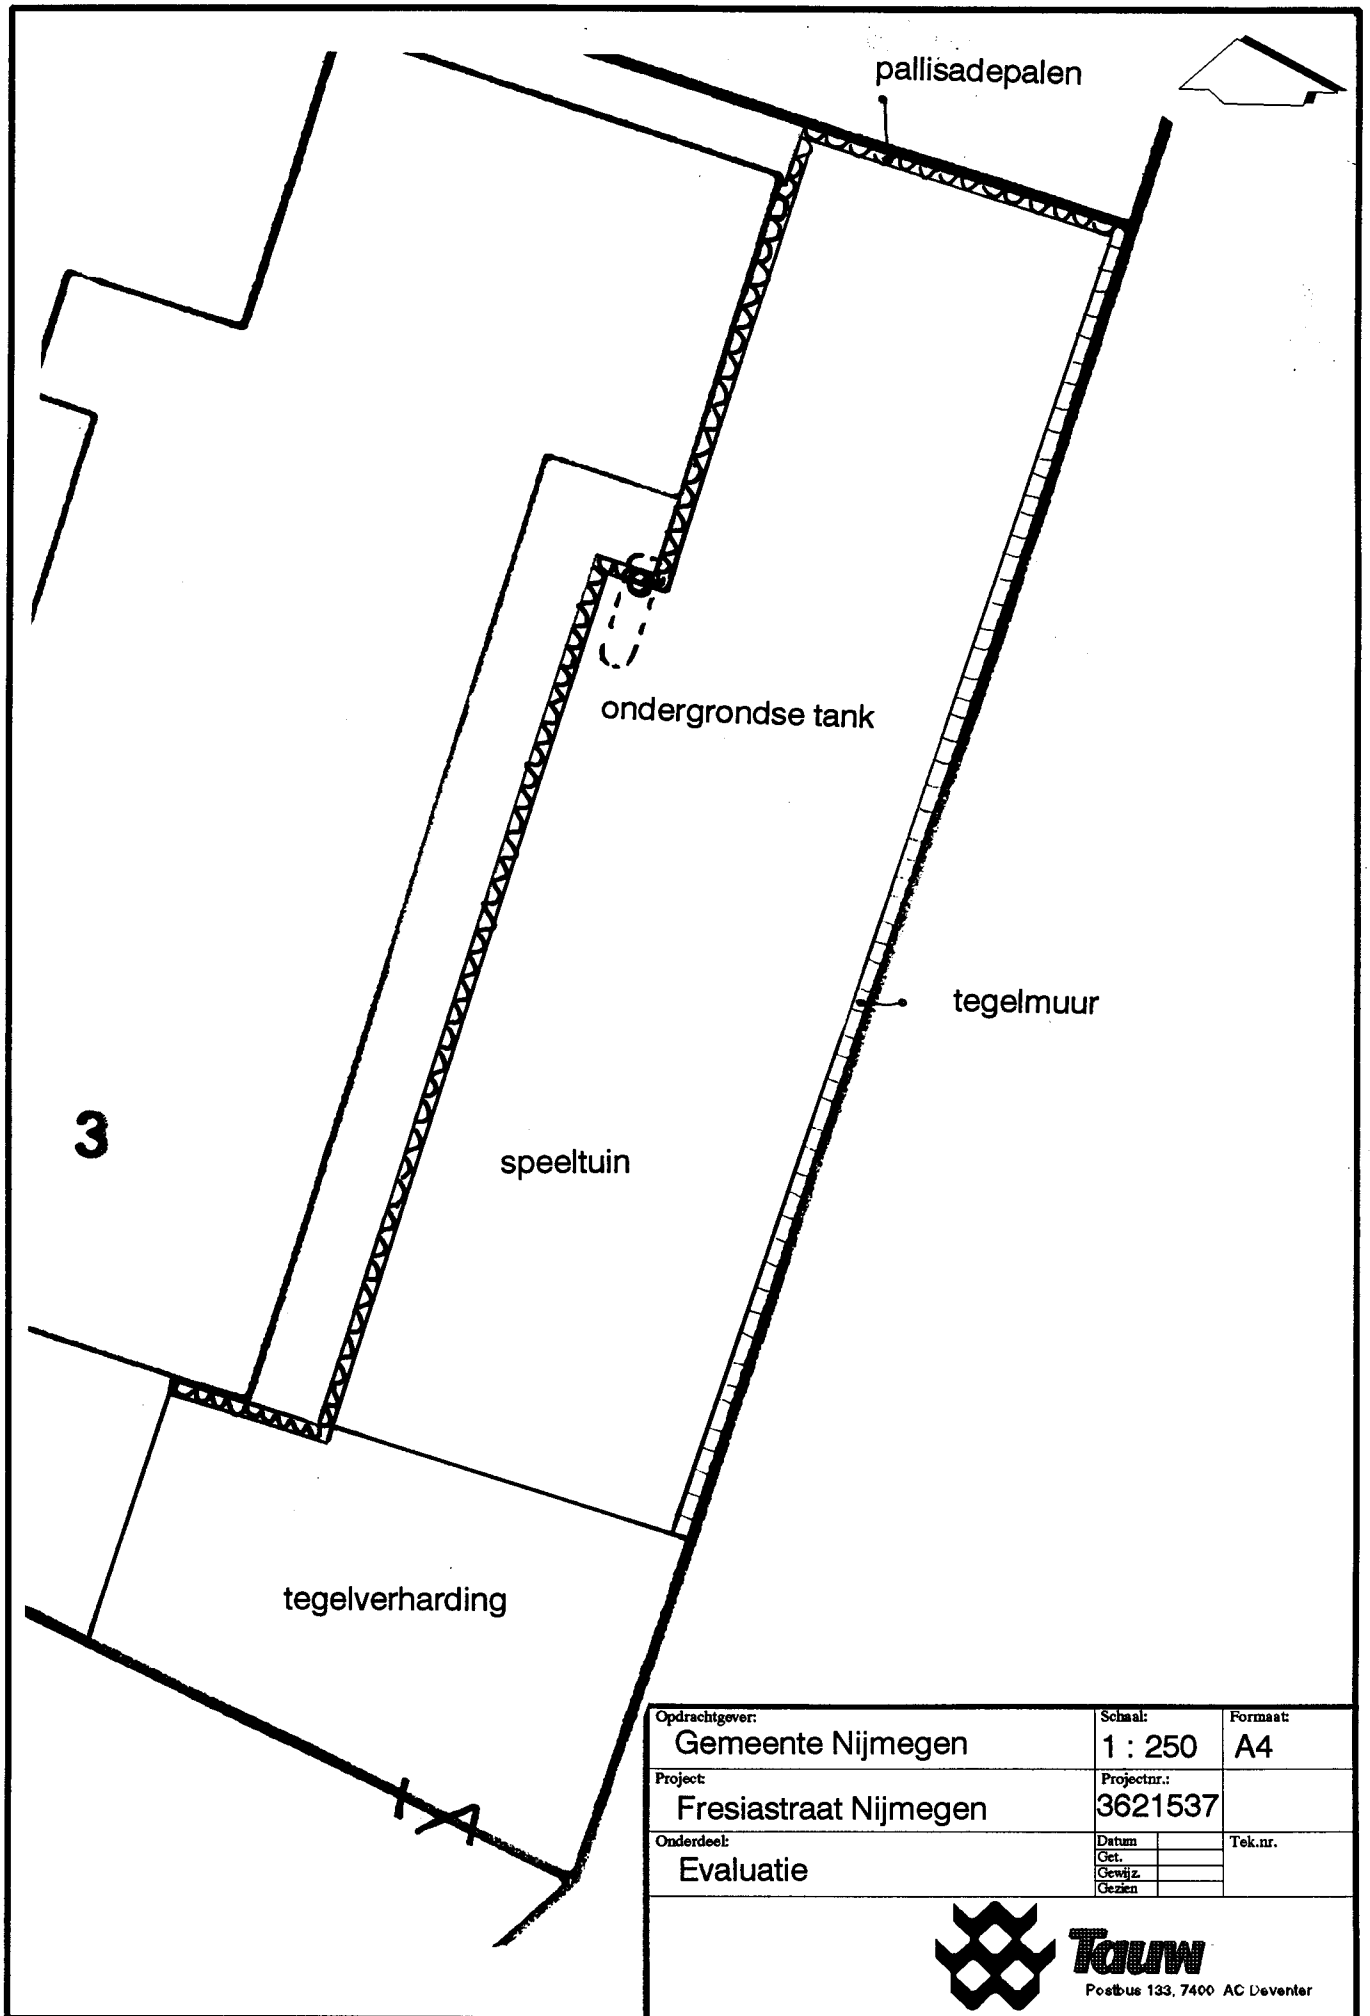 pallisadepalen
ondergrondse tank
tegelmuur
3
speeltuin
tegelverharding
Opdrachtgever:
Gemeente Nijmegen
Schaal:
1 : 250
Formaat:
A4
Project:
Fresiastraat Nijmegen
Projectnr.:
3621537
Onderdeel:
Evaluatie
Datum
Get.
Gewijz.
Gezien
Tek.nr.
Tauw
Postbus 133, 7400 AC Deventer